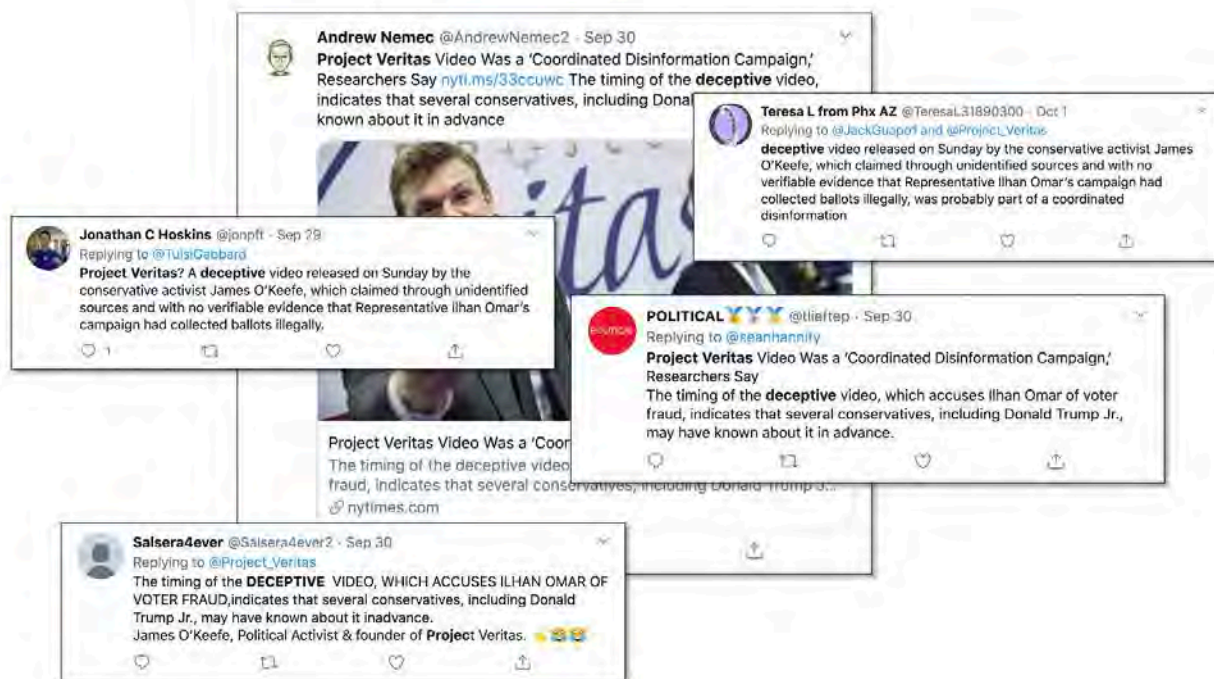 Andrew Nemec @AndrewNemec2 · Sep 30
Project Veritas Video Was a ‘Coordinated Disinformation Campaign,’
Researchers Say nyti.ms/33ccuwc The timing of the deceptive video,
indicates that several conservatives, including Donal
known about it in advance
Teresa L from Phx AZ @TeresaL31890300 · Oct 1
Replying to @JackGuapo1 and @Project_Veritas
deceptive video released on Sunday by the conservative activist James
O’Keefe, which claimed through unidentified sources and with no
verifiable evidence that Representative Ilhan Omar’s campaign had
collected ballots illegally, was probably part of a coordinated
disinformation
itas
Jonathan C Hoskins @jonpft · Sep 29
Replying to @TulsiGabbard
Project Veritas? A deceptive video released on Sunday by the
conservative activist James O’Keefe, which claimed through unidentified
sources and with no verifiable evidence that Representative Ilhan Omar’s
campaign had collected ballots illegally.
1
POLITICAL @tlieftep · Sep 30
Replying to @seanhannity
Project Veritas Video Was a ‘Coordinated Disinformation Campaign,’
Researchers Say
The timing of the deceptive video, which accuses Ilhan Omar of voter
fraud, indicates that several conservatives, including Donald Trump Jr.,
may have known about it in advance.
Project Veritas Video Was a ‘Coor
The timing of the deceptive video
fraud, indicates that several conservatives, including Donald Trump J...
nytimes.com
Salsera4ever @Salsera4ever2 · Sep 30
Replying to @Project_Veritas
The timing of the DECEPTIVE VIDEO, WHICH ACCUSES ILHAN OMAR OF
VOTER FRAUD,indicates that several conservatives, including Donald
Trump Jr., may have known about it inadvance.
James O’Keefe, Political Activist & founder of Project Veritas.